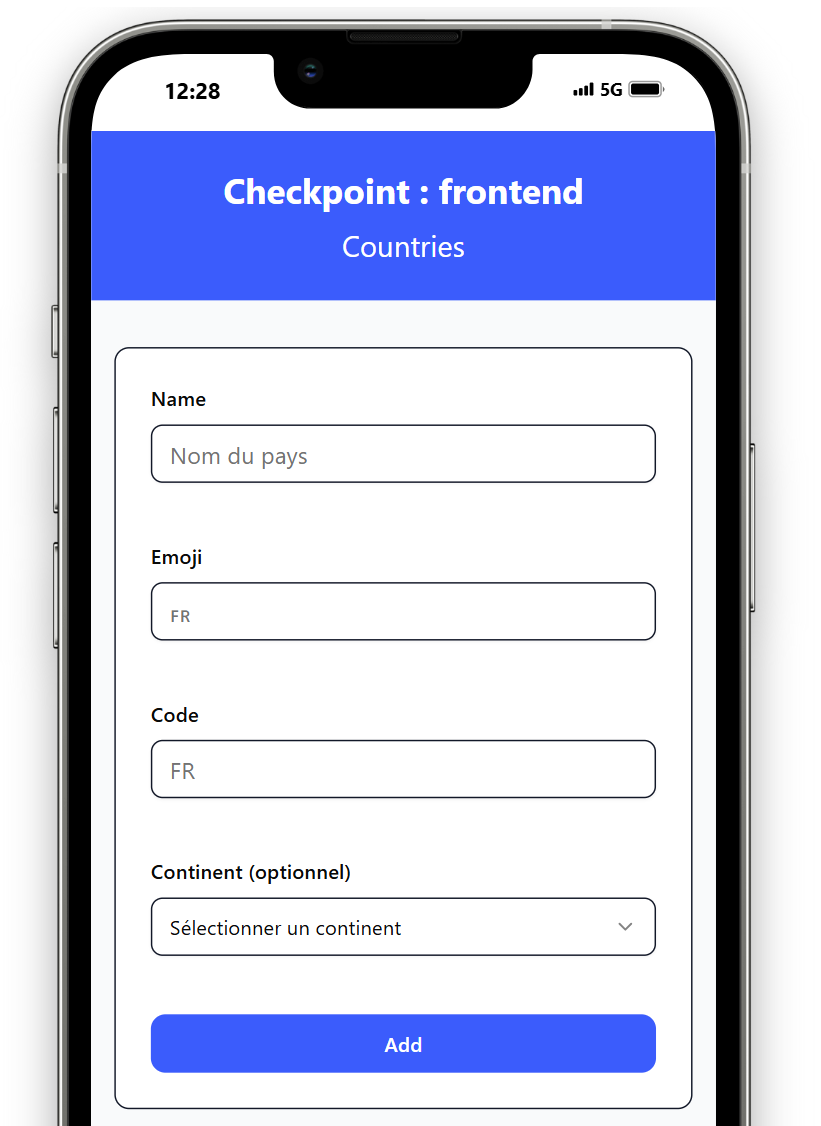 12:28
5G
Checkpoint : frontend
Countries
Name
Nom du pays
Emoji
FR
Code
FR
Continent (optionnel)
Sélectionner un continent
Add